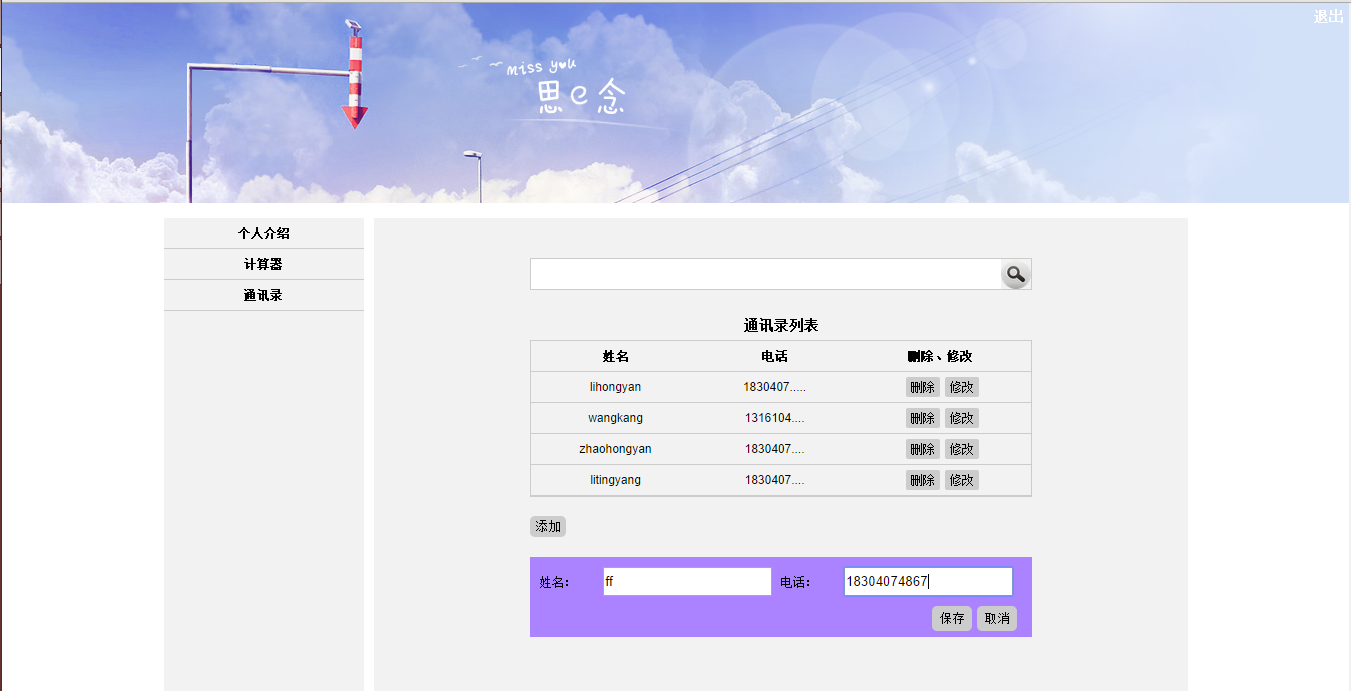 退出
miss you
思e念
个人介绍
计算器
通讯录
通讯录列表
姓名 电话 删除、修改
lihongyan 1830407..... 删除 修改
wangkang 1316104.... 删除 修改
zhaohongyan 1830407.... 删除 修改
litingyang 1830407.... 删除 修改
添加
姓名: ff 电话: 18304074867
保存 取消